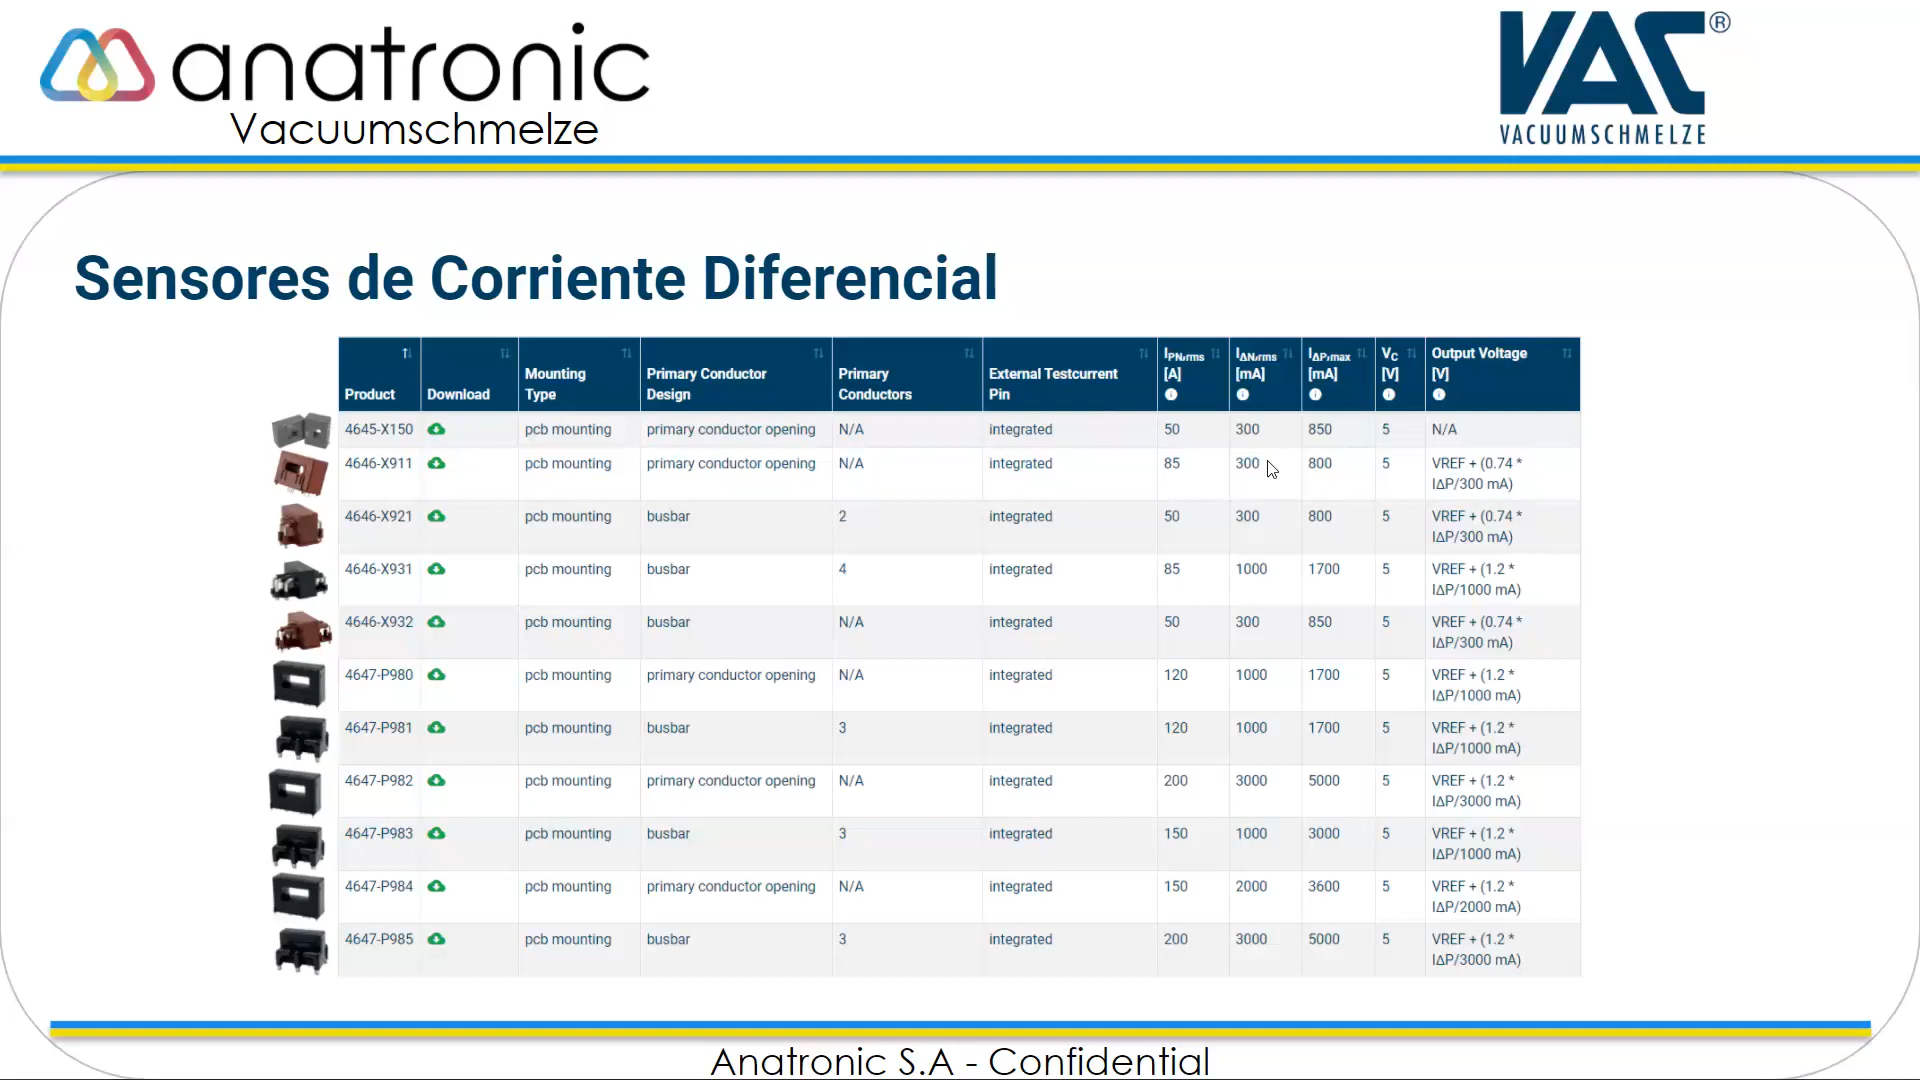 anatronic
Vacuumschmelze
VAC®
VACUUMSCHMELZE
Sensores de Corriente Diferencial
Product Download Mounting Type Primary Conductor Design Primary Conductors External Testcurrent Pin IPN,rms [A] IΔN,rms [mA] IΔP,max [mA] VC [V] Output Voltage [V]
4645-X150 pcb mounting primary conductor opening N/A integrated 50 300 850 5 N/A
4646-X911 pcb mounting primary conductor opening N/A integrated 85 300 800 5 VREF + (0.74 *
IΔP/300 mA)
4646-X921 pcb mounting busbar 2 integrated 50 300 800 5 VREF + (0.74 *
IΔP/300 mA)
4646-X931 pcb mounting busbar 4 integrated 85 1000 1700 5 VREF + (1.2 *
IΔP/1000 mA)
4646-X932 pcb mounting busbar N/A integrated 50 300 850 5 VREF + (0.74 *
IΔP/300 mA)
4647-P980 pcb mounting primary conductor opening N/A integrated 120 1000 1700 5 VREF + (1.2 *
IΔP/1000 mA)
4647-P981 pcb mounting busbar 3 integrated 120 1000 1700 5 VREF + (1.2 *
IΔP/1000 mA)
4647-P982 pcb mounting primary conductor opening N/A integrated 200 3000 5000 5 VREF + (1.2 *
IΔP/3000 mA)
4647-P983 pcb mounting busbar 3 integrated 150 1000 3000 5 VREF + (1.2 *
IΔP/1000 mA)
4647-P984 pcb mounting primary conductor opening N/A integrated 150 2000 3600 5 VREF + (1.2 *
IΔP/2000 mA)
4647-P985 pcb mounting busbar 3 integrated 200 3000 5000 5 VREF + (1.2 *
IΔP/3000 mA)
Anatronic S.A - Confidential